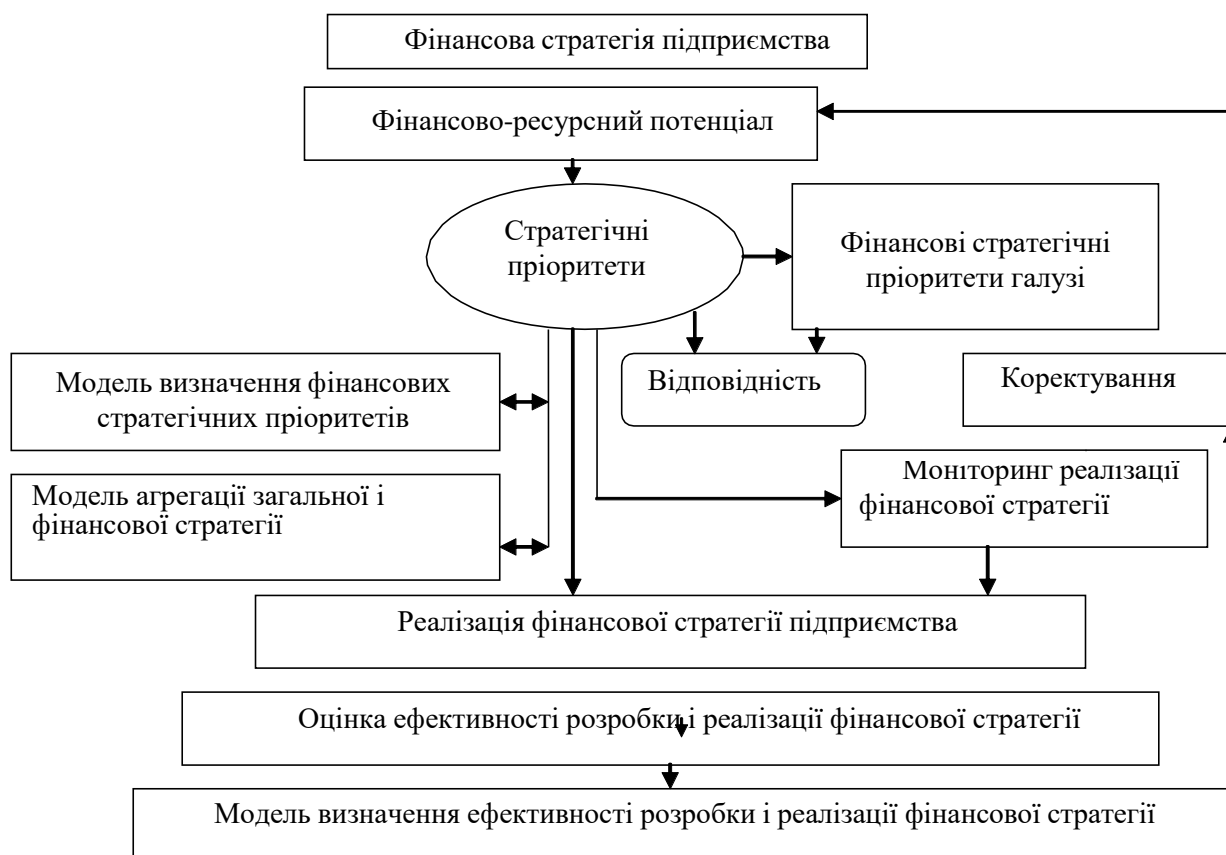 Фінансова стратегія підприємства
Фінансово-ресурсний потенціал
Стратегічні
пріоритети
Фінансові стратегічні
пріоритети галузі
Модель визначення фінансових
стратегічних пріоритетів
Відповідність
Коректування
Модель агрегації загальної і
фінансової стратегії
Моніторинг реалізації
фінансової стратегії
Реалізація фінансової стратегії підприємства
Оцінка ефективності розробки і реалізації фінансової стратегії
Модель визначення ефективності розробки і реалізації фінансової стратегії